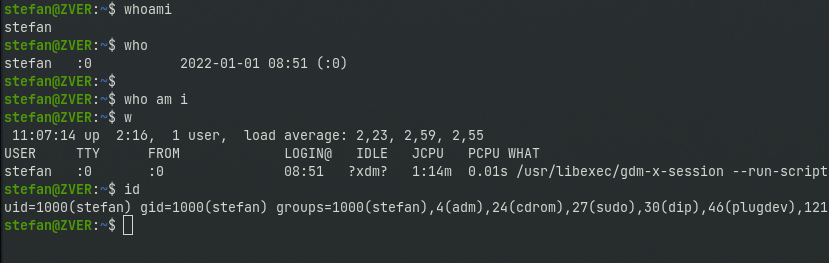 stefan@ZVER:~$ whoami
stefan
stefan@ZVER:~$ who
stefan   :0           2022-01-01 08:51 (:0)
stefan@ZVER:~$
stefan@ZVER:~$ who am i
stefan@ZVER:~$ w
 11:07:14 up  2:16,  1 user,  load average: 2,23, 2,59, 2,55
USER     TTY      FROM             LOGIN@   IDLE   JCPU   PCPU WHAT
stefan   :0       :0               08:51   ?xdm?   1:14m  0.01s /usr/libexec/gdm-x-session --run-script
stefan@ZVER:~$ id
uid=1000(stefan) gid=1000(stefan) groups=1000(stefan),4(adm),24(cdrom),27(sudo),30(dip),46(plugdev),121
stefan@ZVER:~$